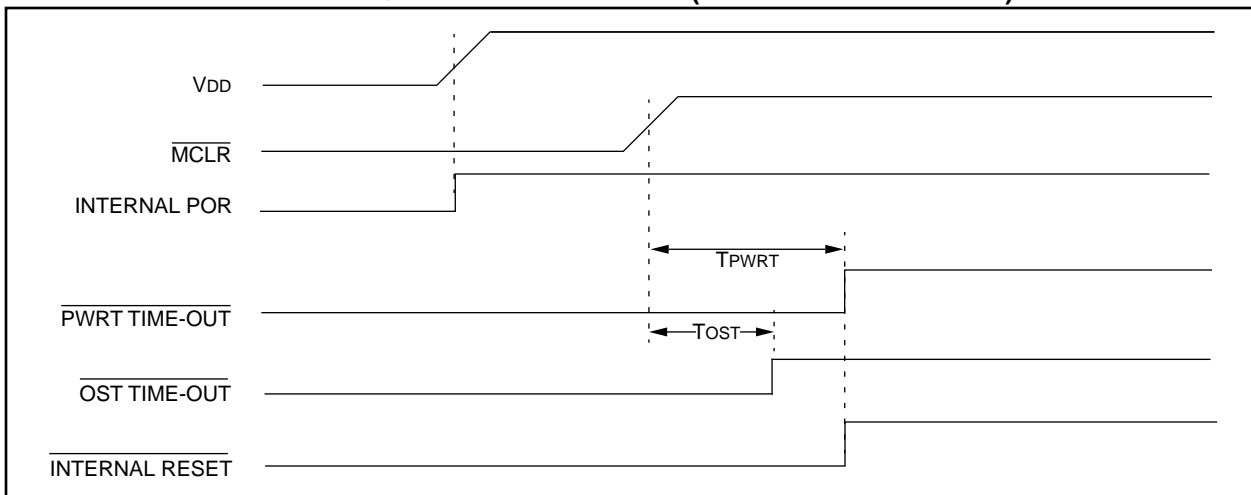 VDD
MCLR
INTERNAL POR
TPWRT
PWRT TIME-OUT
TOST
OST TIME-OUT
INTERNAL RESET